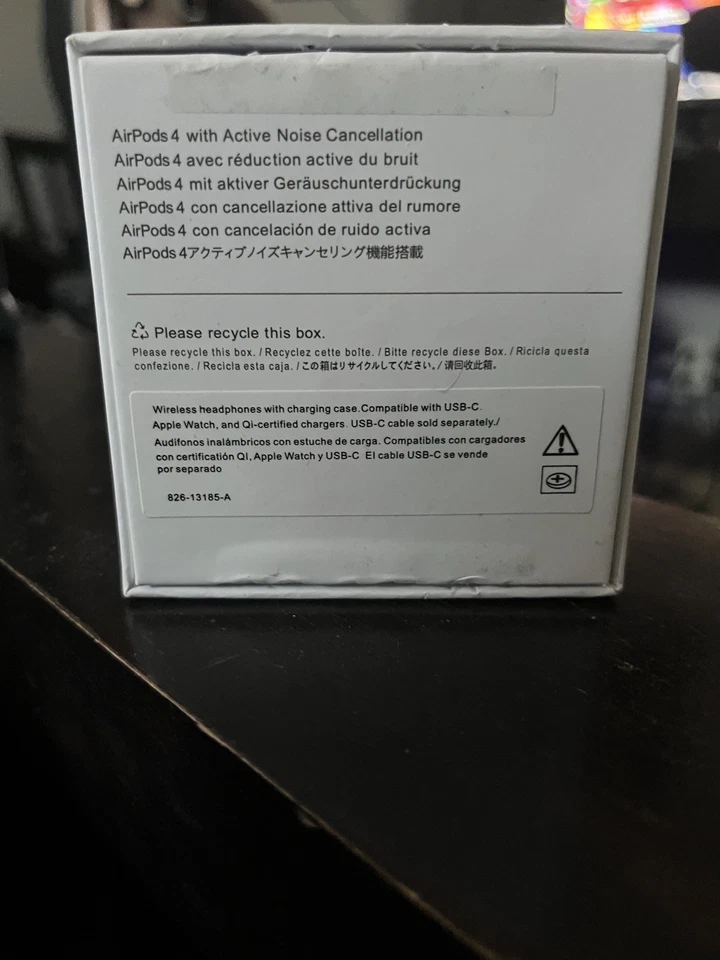 AirPods 4 with Active Noise Cancellation
AirPods 4 avec réduction active du bruit
AirPods 4 mit aktiver Geräuschunterdrückung
AirPods 4 con cancellazione attiva del rumore
AirPods 4 con cancelación de ruido activa
AirPods 4アクティブノイズキャンセリング機能搭載
Please recycle this box.
Please recycle this box. / Recyclez cette boîte. / Bitte recycle diese Box. / Ricicla questa
confezione. / Recicla esta caja. / この箱はリサイクルしてください。/ 请回收此箱。
Wireless headphones with charging case.Compatible with USB-C.
Apple Watch, and Qi-certified chargers. USB-C cable sold separately./
Audifonos inalámbricos con estuche de carga. Compatibles con cargadores
con certificatión QI, Apple Watch y USB-C El cable USB-C se vende
por separado
826-13185-A